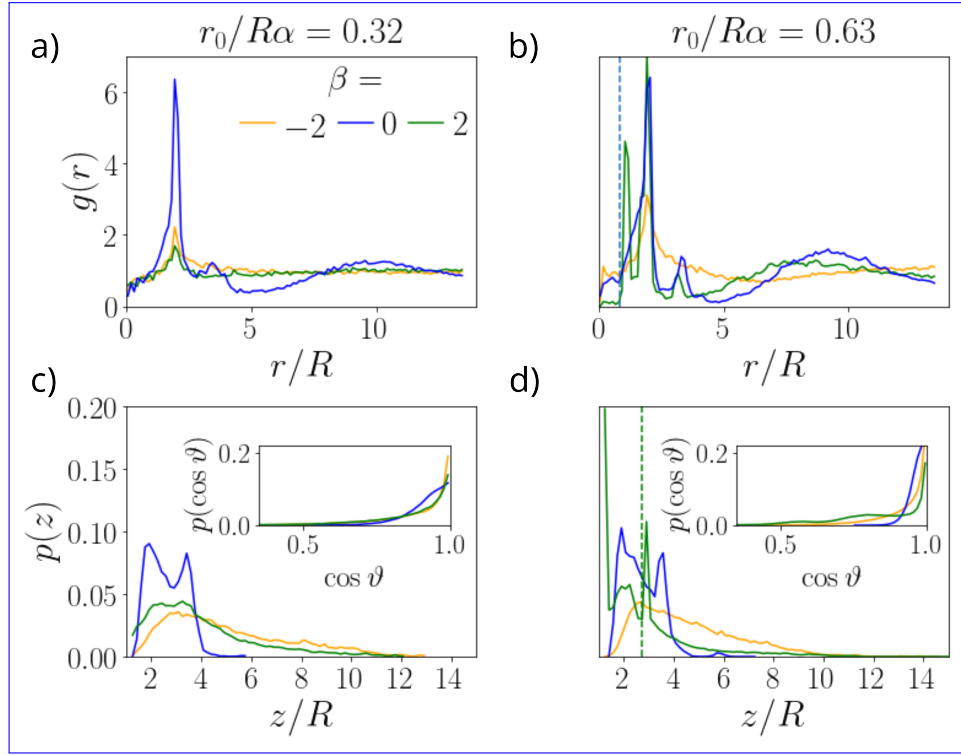 a)
r₀/Rα = 0.32
b)
r₀/Rα = 0.63
β =
−2
0
2
g(r)
6
4
2
0
0
5
10
r/R
0
5
10
r/R
c)
d)
p(z)
0.20
0.15
0.10
0.05
0.00
2
4
6
8
10
12
14
z/R
p(cos ϑ)
0.2
0.0
0.5
1.0
cos ϑ
2
4
6
8
10
12
14
z/R
p(cos ϑ)
0.2
0.0
0.5
1.0
cos ϑ